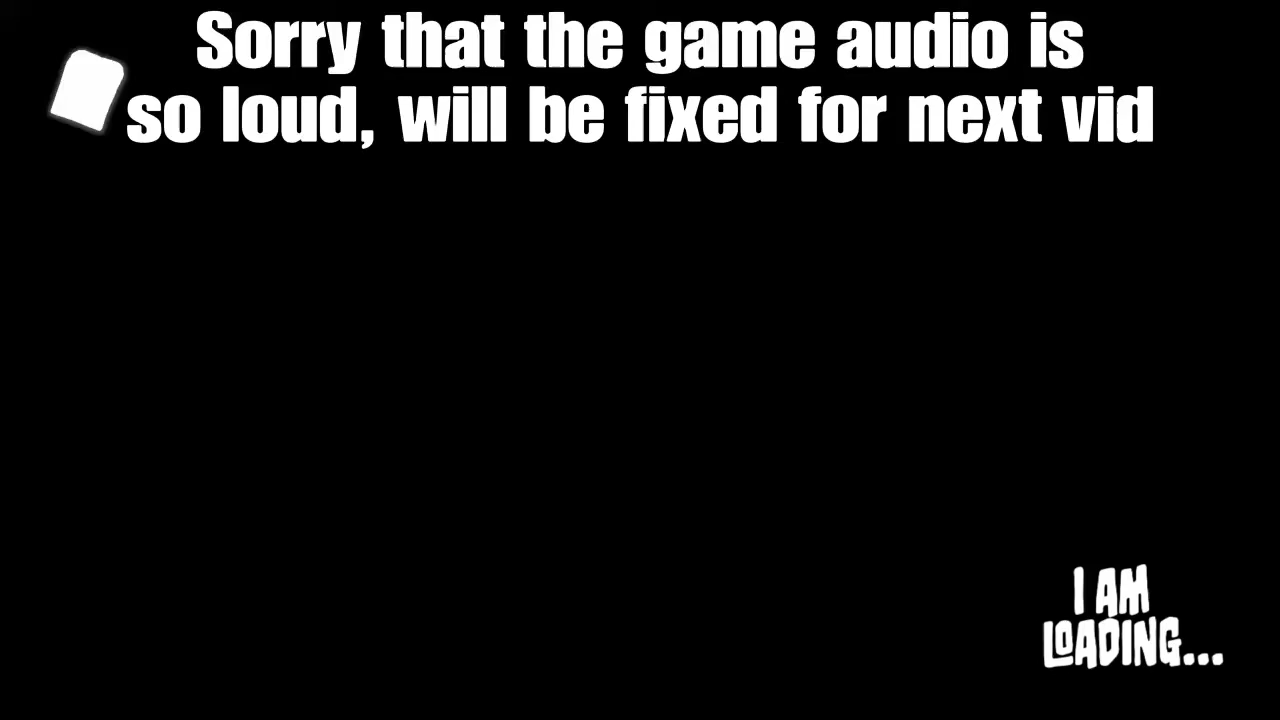 Sorry that the game audio is
so loud, will be fixed for next vid
I AM
LOADING...